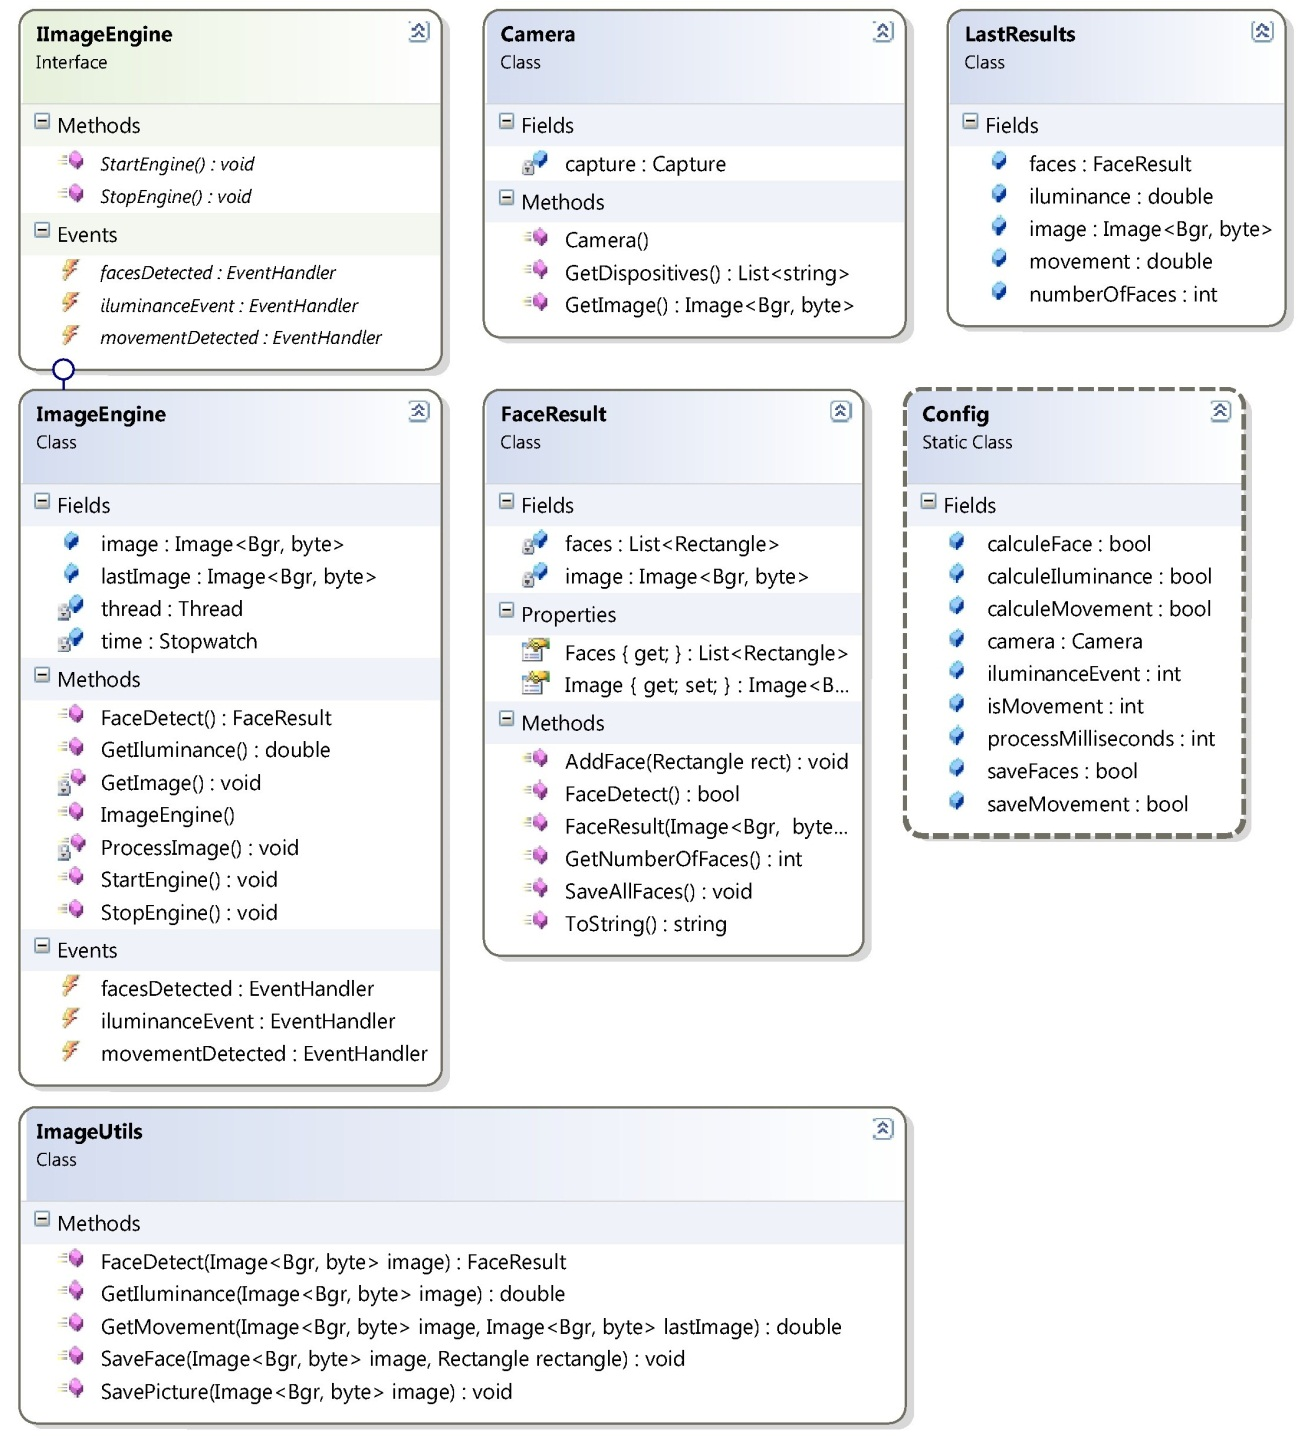 IImageEngine
Interface
Methods
StartEngine() : void
StopEngine() : void
Events
facesDetected : EventHandler
iluminanceEvent : EventHandler
movementDetected : EventHandler
Camera
Class
Fields
capture : Capture
Methods
Camera()
GetDispositives() : List<string>
GetImage() : Image<Bgr, byte>
LastResults
Class
Fields
faces : FaceResult
iluminance : double
image : Image<Bgr, byte>
movement : double
numberOfFaces : int
ImageEngine
Class
Fields
image : Image<Bgr, byte>
lastImage : Image<Bgr, byte>
thread : Thread
time : Stopwatch
Methods
FaceDetect() : FaceResult
GetIluminance() : double
GetImage() : void
ImageEngine()
ProcessImage() : void
StartEngine() : void
StopEngine() : void
Events
facesDetected : EventHandler
iluminanceEvent : EventHandler
movementDetected : EventHandler
FaceResult
Class
Fields
faces : List<Rectangle>
image : Image<Bgr, byte>
Properties
Faces { get; } : List<Rectangle>
Image { get; set; } : Image<B...
Methods
AddFace(Rectangle rect) : void
FaceDetect() : bool
FaceResult(Image<Bgr, byte...
GetNumberOfFaces() : int
SaveAllFaces() : void
ToString() : string
Config
Static Class
Fields
calculeFace : bool
calculeIluminance : bool
calculeMovement : bool
camera : Camera
iluminanceEvent : int
isMovement : int
processMilliseconds : int
saveFaces : bool
saveMovement : bool
ImageUtils
Class
Methods
FaceDetect(Image<Bgr, byte> image) : FaceResult
GetIluminance(Image<Bgr, byte> image) : double
GetMovement(Image<Bgr, byte> image, Image<Bgr, byte> lastImage) : double
SaveFace(Image<Bgr, byte> image, Rectangle rectangle) : void
SavePicture(Image<Bgr, byte> image) : void